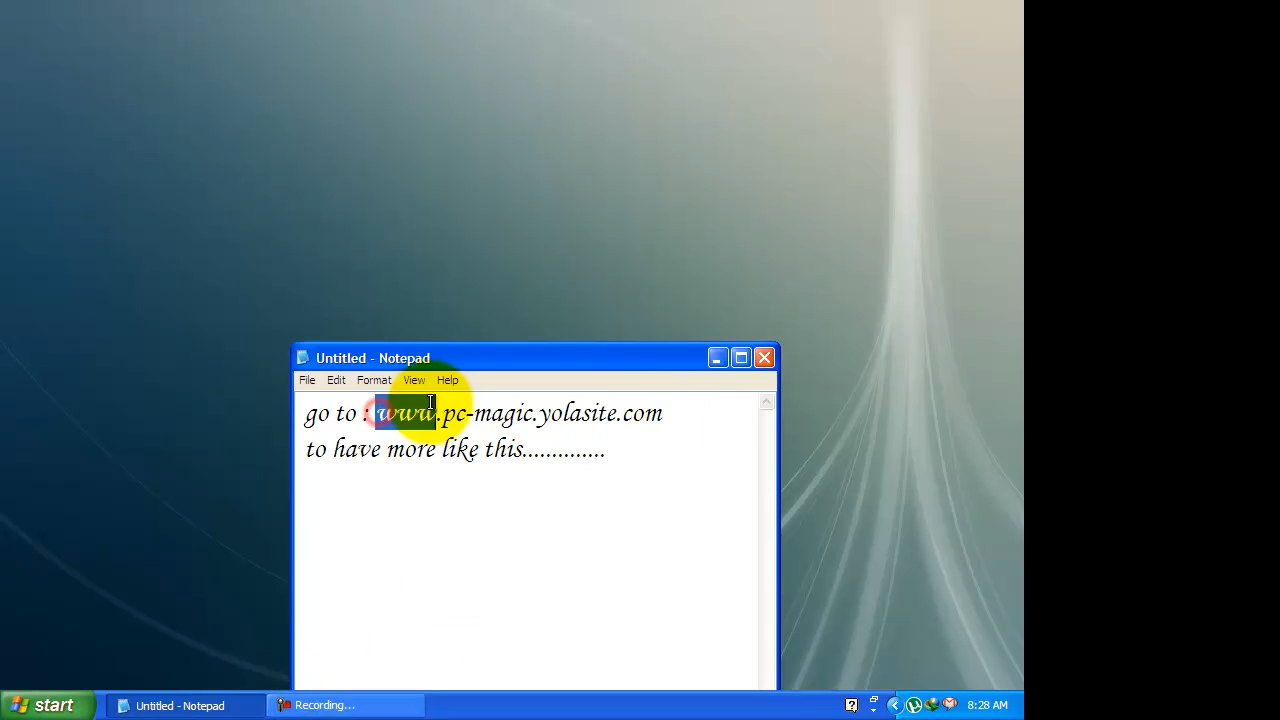 Untitled - Notepad
File Edit Format View Help
go to : www.pc-magic.yolasite.com
to have more like this..............
start Untitled - Notepad Recording... ? 8:28 AM